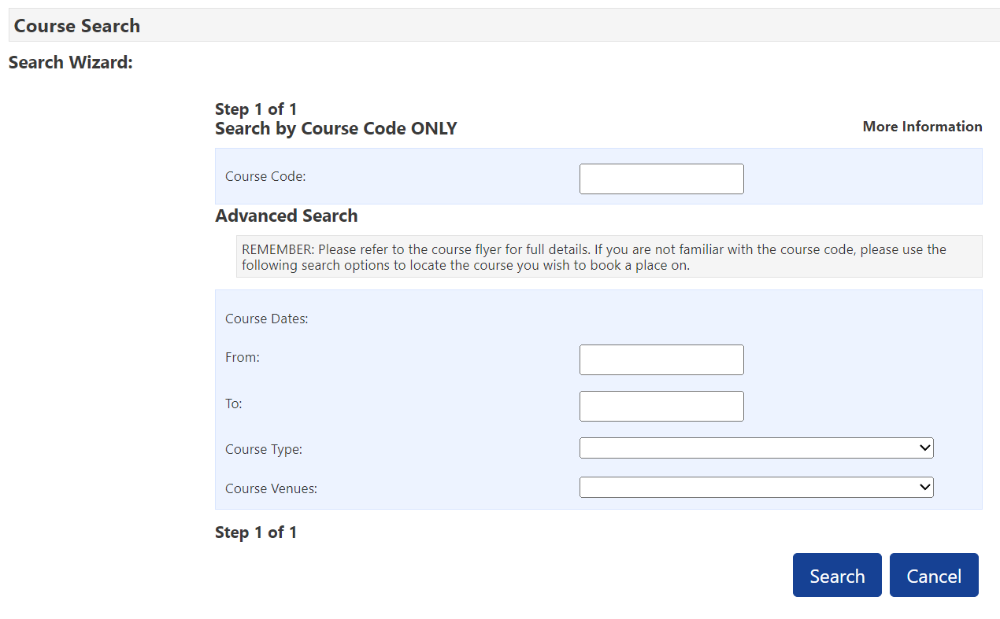 Course Search
Search Wizard:
Step 1 of 1
Search by Course Code ONLY
More Information
Course Code:
Advanced Search
REMEMBER: Please refer to the course flyer for full details. If you are not familiar with the course code, please use the
following search options to locate the course you wish to book a place on.
Course Dates:
From:
To:
Course Type:
Course Venues:
Step 1 of 1
Search
Cancel